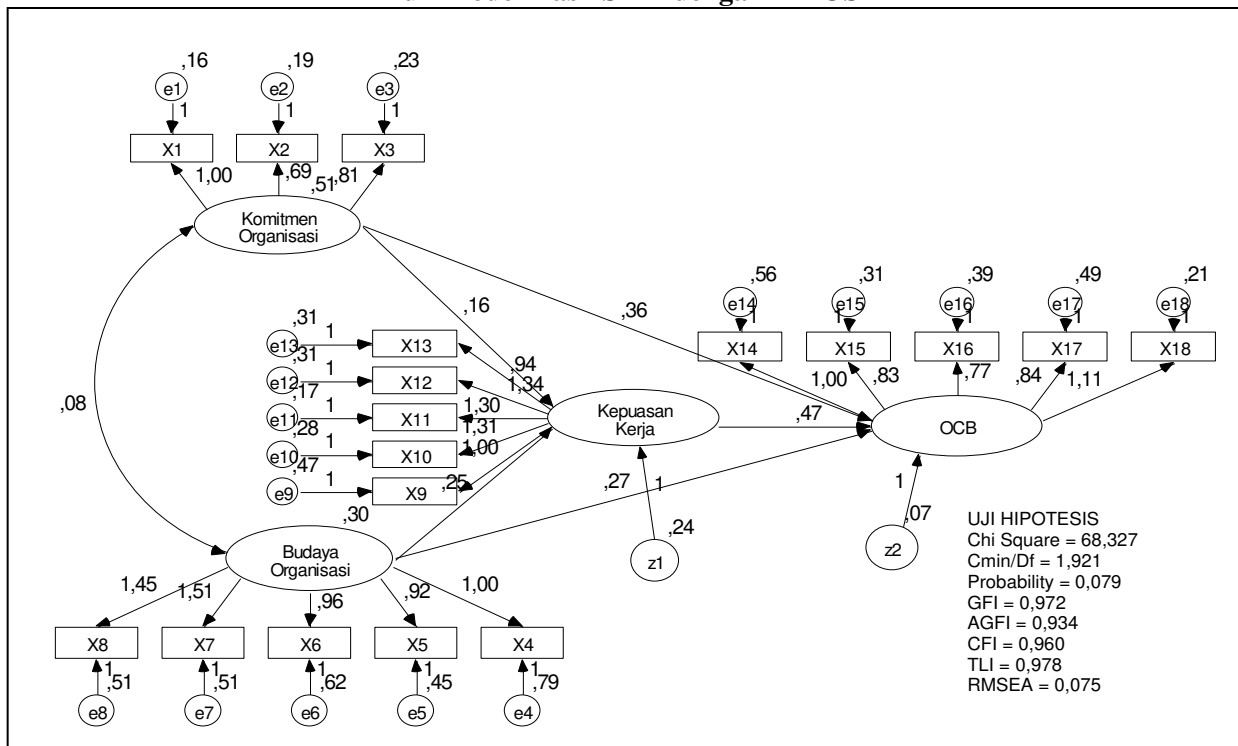 ,16
,19
,23
e1
e2
e3
1
1
1
X1
X2
X3
1,00
,69
,51
,81
Komitmen
Organisasi
,08
,16
,36
,31
e13
1
X13
,31
e12
1
X12
,17
e11
1
X11
,28
e10
1
X10
,47
e9
1
X9
,94
1,34
1,30
1,31
1,00
,25
Kepuasan
Kerja
,47
,27
1
,24
z1
,56
,31
,39
,49
,21
e14
e15
e16
e17
e18
1
1
1
1
1
X14
X15
X16
X17
X18
1,00
,83
,77
,84
1,11
OCB
1
,07
z2
,30
Budaya
Organisasi
1,45
1,51
,96
,92
1,00
X8
X7
X6
X5
X4
1
1
1
1
1
,51
,51
,62
,45
,79
e8
e7
e6
e5
e4
UJI HIPOTESIS
Chi Square = 68,327
Cmin/Df = 1,921
Probability = 0,079
GFI = 0,972
AGFI = 0,934
CFI = 0,960
TLI = 0,978
RMSEA = 0,075